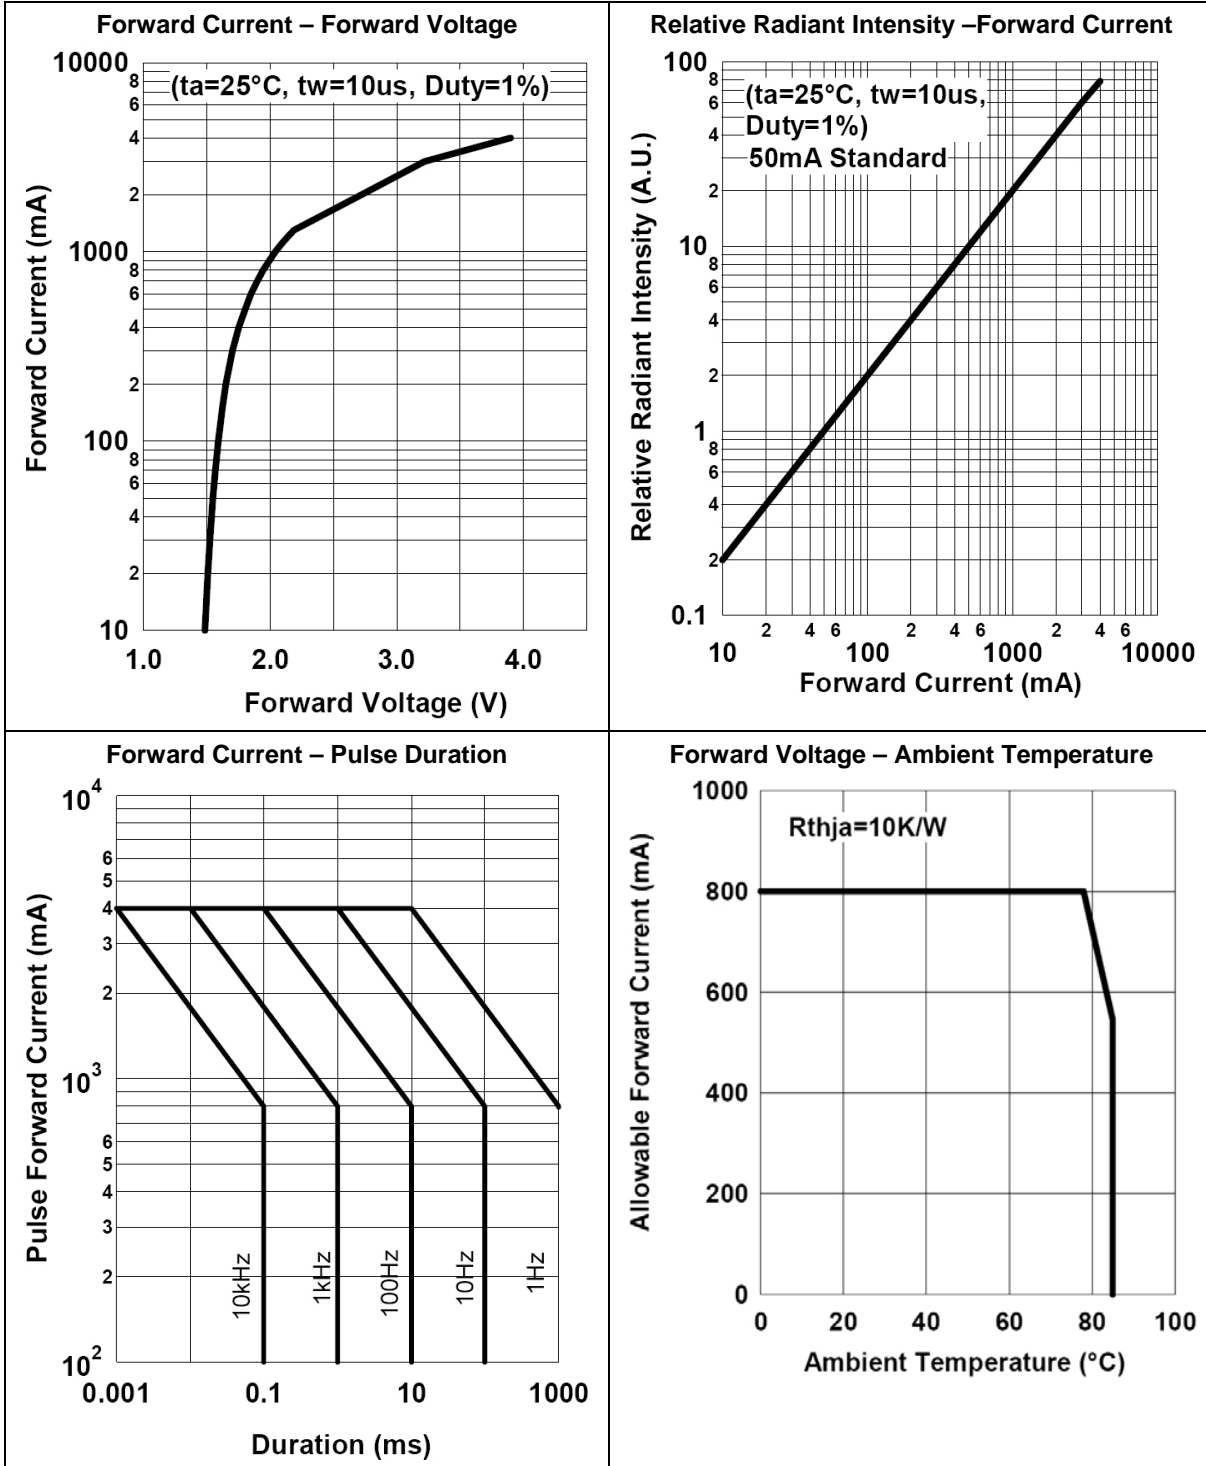 Forward Current – Forward Voltage
(ta=25°C, tw=10us, Duty=1%)
Forward Current (mA)
10000
8
6
4
2
1000
8
6
4
2
100
8
6
4
2
10
1.0 2.0 3.0 4.0
Forward Voltage (V)
Relative Radiant Intensity –Forward Current
(ta=25°C, tw=10us,
Duty=1%)
50mA Standard
Relative Radiant Intensity (A.U.)
100
8
6
4
2
10
8
6
4
2
1
8
6
4
2
0.1
2 4 6 2 4 6 2 4 6
10 100 1000 10000
Forward Current (mA)
Forward Current – Pulse Duration
Pulse Forward Current (mA)
10⁴
6
5
4
3
2
10³
6
5
4
3
2
10²
10kHz
1kHz
100Hz
10Hz
1Hz
0.001 0.1 10 1000
Duration (ms)
Forward Voltage – Ambient Temperature
Rthja=10K/W
Allowable Forward Current (mA)
1000
800
600
400
200
0
0 20 40 60 80 100
Ambient Temperature (°C)